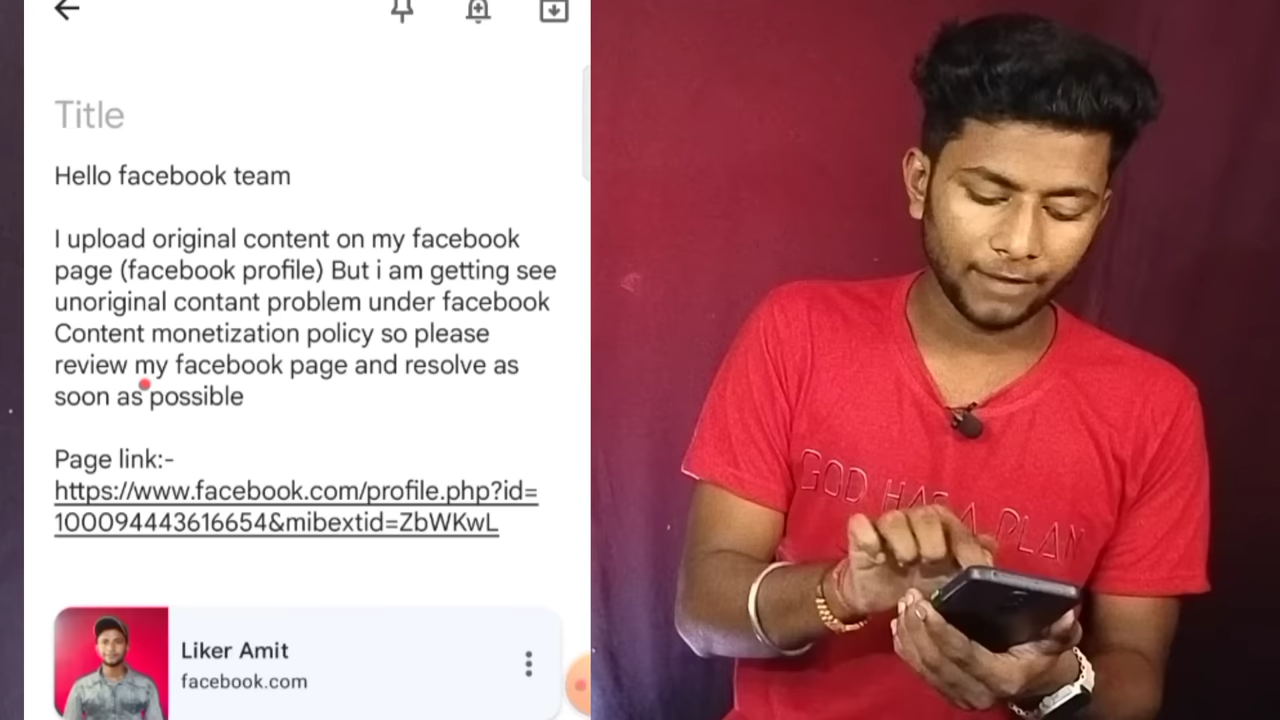 Title
Hello facebook team
I upload original content on my facebook
page (facebook profile) But i am getting see
unoriginal contant problem under facebook
Content monetization policy so please
review my facebook page and resolve as
soon as possible
Page link:-
https://www.facebook.com/profile.php?id=
100094443616654&mibextid=ZbWKwL
Liker Amit
facebook.com
GOD HAS A PLAN